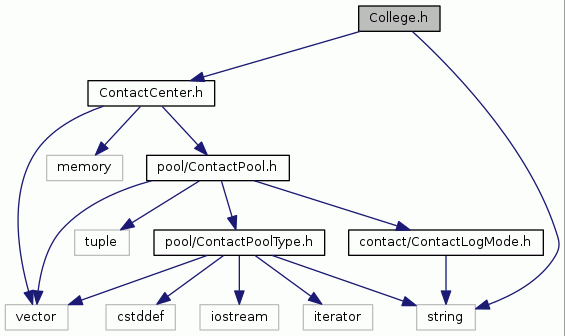 College.h
ContactCenter.h
memory
pool/ContactPool.h
tuple
pool/ContactPoolType.h
contact/ContactLogMode.h
vector
cstddef
iostream
iterator
string